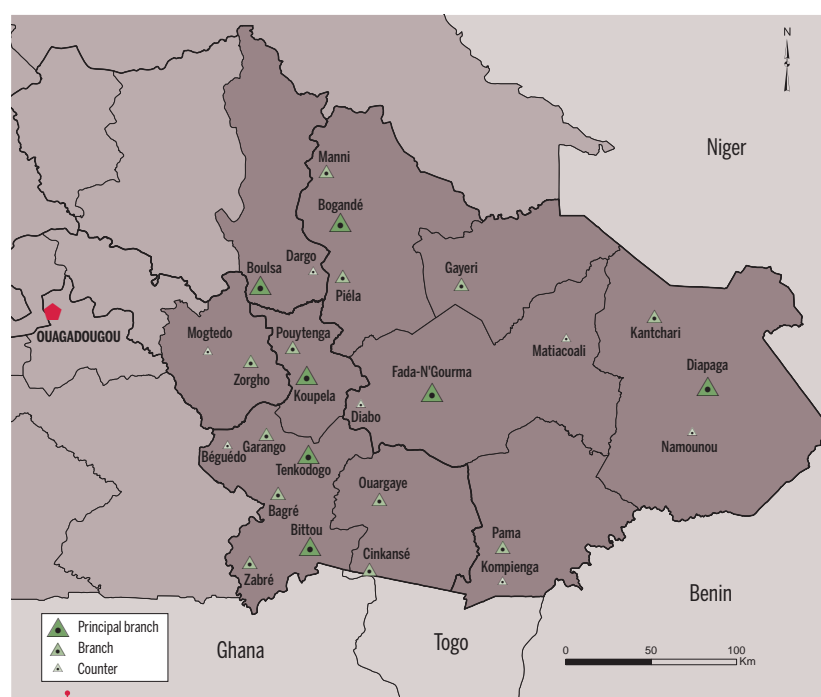 N
Niger
Manni
Bogandé
Dargo
Boulsa
Piéla
Gayeri
Kantchari
OUAGADOUGOU
Mogtedo
Pouytenga
Matiacoali
Zorgho
Koupela
Fada-N'Gourma
Diapaga
Diabo
Namounou
Garango
Béguédo
Tenkodogo
Ouargaye
Bagré
Bittou
Pama
Cinkansé
Kompienga
Zabré
Benin
Ghana
Togo
Principal branch
Branch
Counter
0 50 100
Km